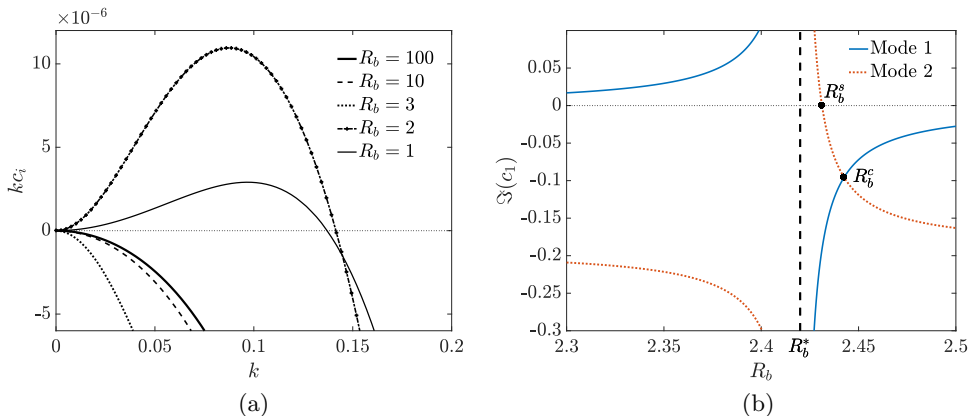 ×10⁻⁶
10
5
0
-5
kcᵢ
R_b = 100
R_b = 10
R_b = 3
R_b = 2
R_b = 1
0 0.05 0.1 0.15 0.2
k
(a)
0.05
0
-0.05
-0.1
-0.15
-0.2
-0.25
-0.3
ℑ(c₁)
Mode 1
Mode 2
R_b^s
R_b^c
2.3 2.35 2.4 R_b^* 2.45 2.5
R_b
(b)